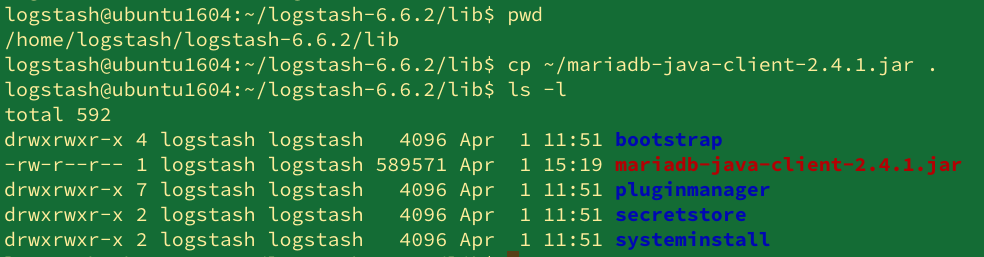 logstash@ubuntu1604:~/logstash-6.6.2/lib$ pwd
/home/logstash/logstash-6.6.2/lib
logstash@ubuntu1604:~/logstash-6.6.2/lib$ cp ~/mariadb-java-client-2.4.1.jar .
logstash@ubuntu1604:~/logstash-6.6.2/lib$ ls -l
total 592
drwxrwxr-x 4 logstash logstash   4096 Apr  1 11:51 bootstrap
-rw-r--r-- 1 logstash logstash 589571 Apr  1 15:19 mariadb-java-client-2.4.1.jar
drwxrwxr-x 7 logstash logstash   4096 Apr  1 11:51 pluginmanager
drwxrwxr-x 2 logstash logstash   4096 Apr  1 11:51 secretstore
drwxrwxr-x 2 logstash logstash   4096 Apr  1 11:51 systeminstall